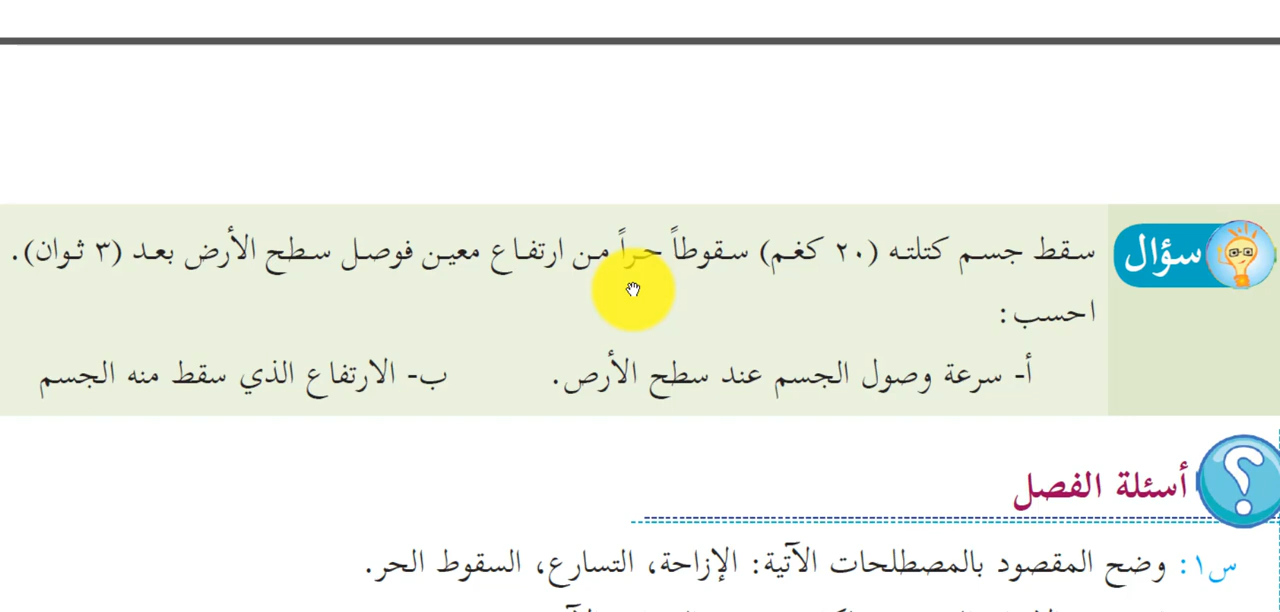 سؤال
سقط جسم كتلته (٢٠ كغم) سقوطاً حراً من ارتفاع معين فوصل سطح الأرض بعد (٣ ثوان).
احسب:
أ- سرعة وصول الجسم عند سطح الأرص. ب- الارتفاع الذي سقط منه الجسم
أسئلة الفصل
س١: وضح المقصود بالمصطلحات الآتية: الإزاحة، التسارع، السقوط الحر.